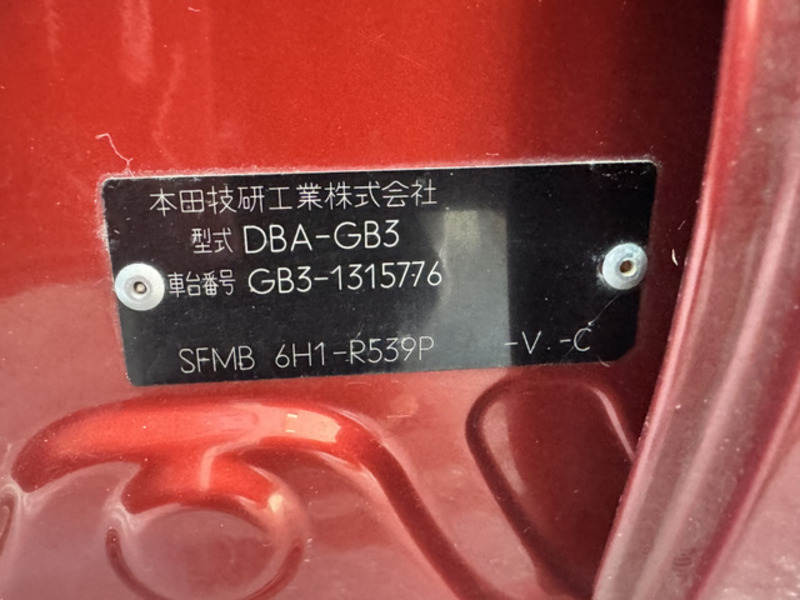 本田技研工業株式会社
型式 DBA-GB3
車台番号 GB3-1315776
SFMB 6H1-R539P -V.-C